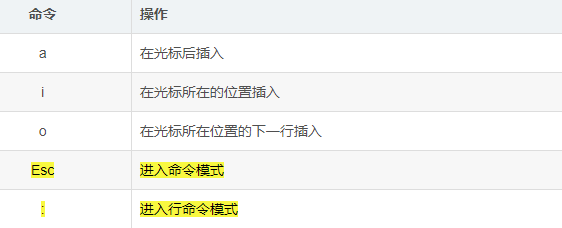 命令 操作
a 在光标后插入
i 在光标所在的位置插入
o 在光标所在位置的下一行插入
Esc 进入命令模式
: 进入行命令模式